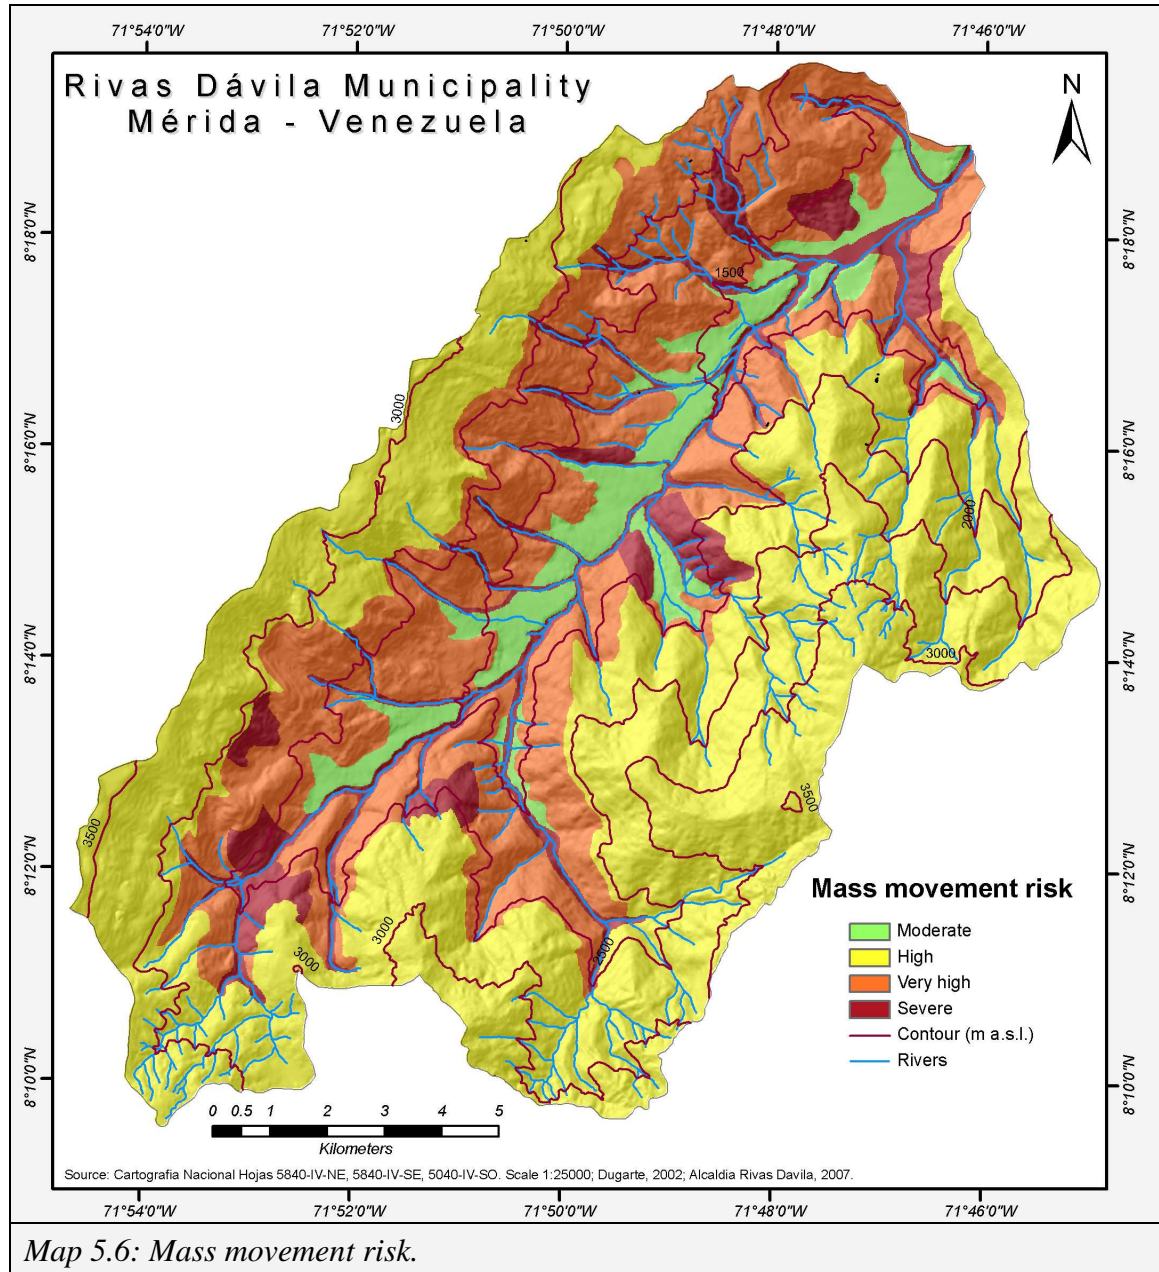 71°54'0"W 71°52'0"W 71°50'0"W 71°48'0"W 71°46'0"W
Rivas Dávila Municipality
Mérida - Venezuela
N
8°18'0"N
8°18'0"N
1500
3000
8°16'0"N
8°16'0"N
2000
8°14'0"N
8°14'0"N
3000
3500
3500
8°12'0"N
8°12'0"N
Mass movement risk
Moderate
High
Very high
Severe
Contour (m a.s.l.)
Rivers
3000
2500
3000
8°10'0"N
8°10'0"N
0 0.5 1 2 3 4 5
Kilometers
Source: Cartografia Nacional Hojas 5840-IV-NE, 5840-IV-SE, 5040-IV-SO. Scale 1:25000; Dugarte, 2002; Alcaldia Rivas Davila, 2007.
71°54'0"W 71°52'0"W 71°50'0"W 71°48'0"W 71°46'0"W
Map 5.6: Mass movement risk.